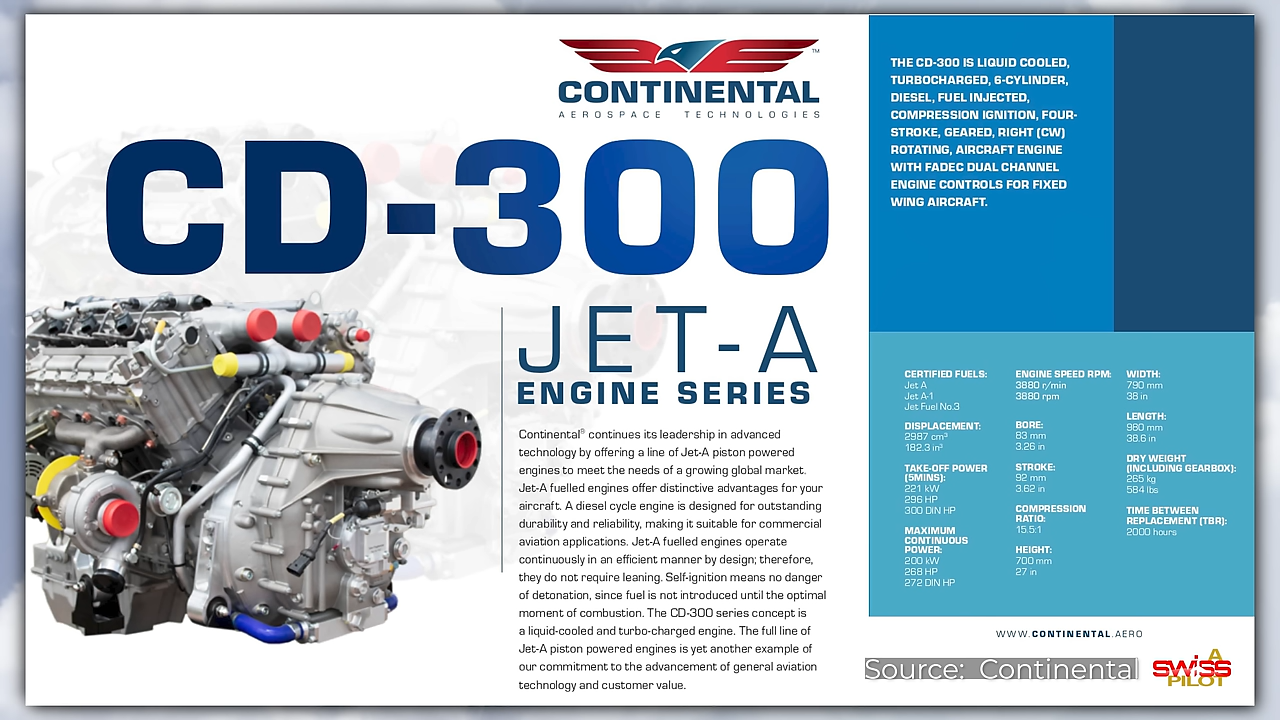 CONTINENTAL
™
AEROSPACE TECHNOLOGIES
CD-300
JET-A
ENGINE SERIES
Continental® continues its leadership in advanced
technology by offering a line of Jet-A piston powered
engines to meet the needs of a growing global market.
Jet-A fuelled engines offer distinctive advantages for your
aircraft. A diesel cycle engine is designed for outstanding
durability and reliability, making it suitable for commercial
aviation applications. Jet-A fuelled engines operate
continuously in an efficient manner by design; therefore,
they do not require leaning. Self-ignition means no danger
of detonation, since fuel is not introduced until the optimal
moment of combustion. The CD-300 series concept is
a liquid-cooled and turbo-charged engine. The full line of
Jet-A piston powered engines is yet another example of
our commitment to the advancement of general aviation
technology and customer value.
THE CD-300 IS LIQUID COOLED,
TURBOCHARGED, 6-CYLINDER,
DIESEL, FUEL INJECTED,
COMPRESSION IGNITION, FOUR-
STROKE, GEARED, RIGHT (CW)
ROTATING, AIRCRAFT ENGINE
WITH FADEC DUAL CHANNEL
ENGINE CONTROLS FOR FIXED
WING AIRCRAFT.
CERTIFIED FUELS:
Jet A
Jet A-1
Jet Fuel No.3
DISPLACEMENT:
2987 cm³
182.3 in³
TAKE-OFF POWER
(5MINS):
221 kW
296 HP
300 DIN HP
MAXIMUM
CONTINUOUS
POWER:
200 kW
268 HP
272 DIN HP
ENGINE SPEED RPM:
3880 r/min
3880 rpm
BORE:
83 mm
3.26 in
STROKE:
92 mm
3.62 in
COMPRESSION
RATIO:
15.5:1
HEIGHT:
700 mm
27 in
WIDTH:
790 mm
38 in
LENGTH:
980 mm
38.6 in
DRY WEIGHT
(INCLUDING GEARBOX):
265 kg
584 lbs
TIME BETWEEN
REPLACEMENT (TBR):
2000 hours
WWW.CONTINENTAL.AERO
Source: Continental
A
SWiSS
PILOT